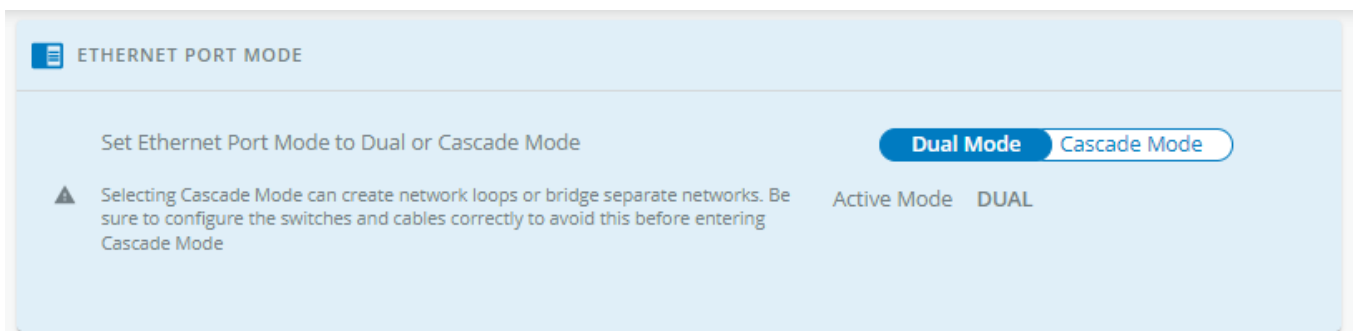 ETHERNET PORT MODE
Set Ethernet Port Mode to Dual or Cascade Mode
Dual Mode
Cascade Mode
Selecting Cascade Mode can create network loops or bridge separate networks. Be
sure to configure the switches and cables correctly to avoid this before entering
Cascade Mode
Active Mode DUAL